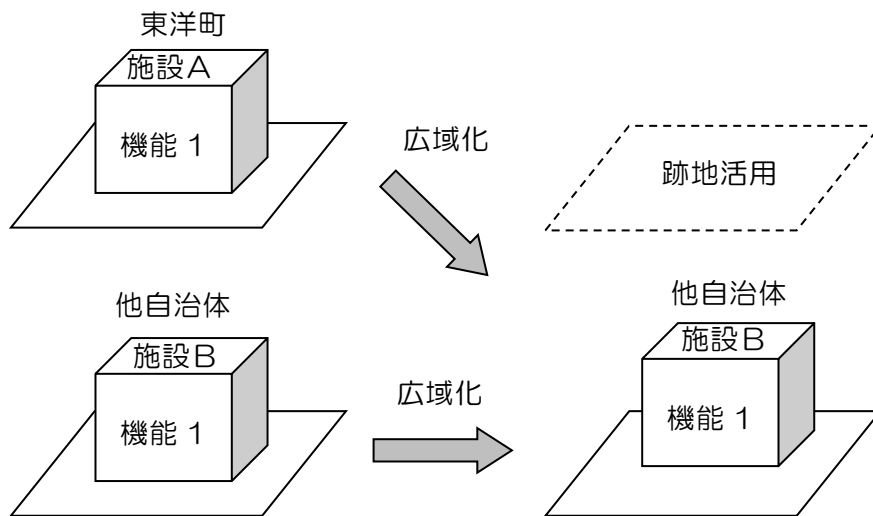 東洋町
施設A
機能 1
広域化
跡地活用
他自治体
施設B
機能 1
広域化
他自治体
施設B
機能 1